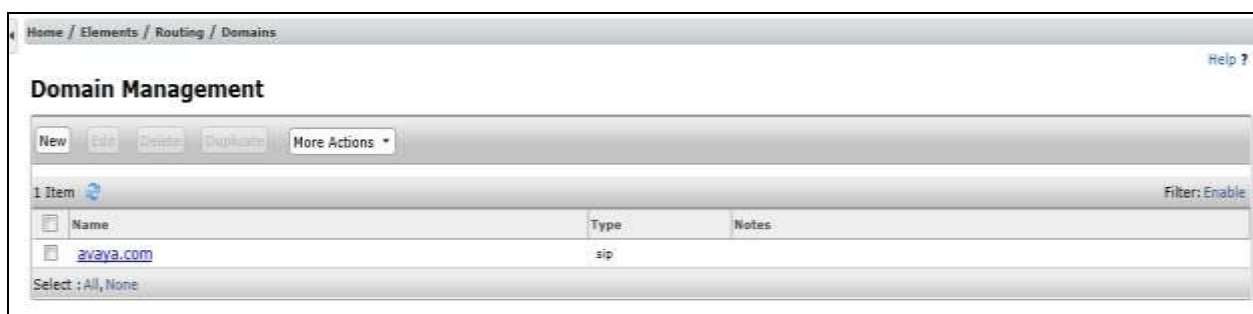 Home / Elements / Routing / Domains
Help ?
Domain Management
New Edit Delete Duplicate More Actions
1 Item Filter: Enable
Name Type Notes
avaya.com sip
Select : All, None